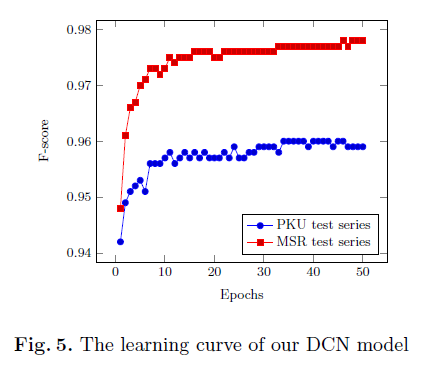 0.98
0.97
0.96
0.95
0.94
F-score
0 10 20 30 40 50
Epochs
PKU test series
MSR test series
Fig. 5. The learning curve of our DCN model